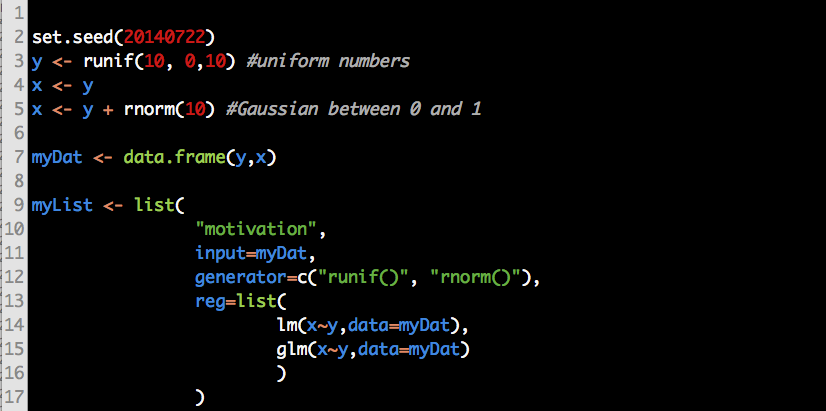 1
2 set.seed(20140722)
3 y <- runif(10, 0,10) #uniform numbers
4 x <- y
5 x <- y + rnorm(10) #Gaussian between 0 and 1
6
7 myDat <- data.frame(y,x)
8
9 myList <- list(
10 "motivation",
11 input=myDat,
12 generator=c("runif()", "rnorm()"),
13 reg=list(
14 lm(x~y,data=myDat),
15 glm(x~y,data=myDat)
16 )
17 )